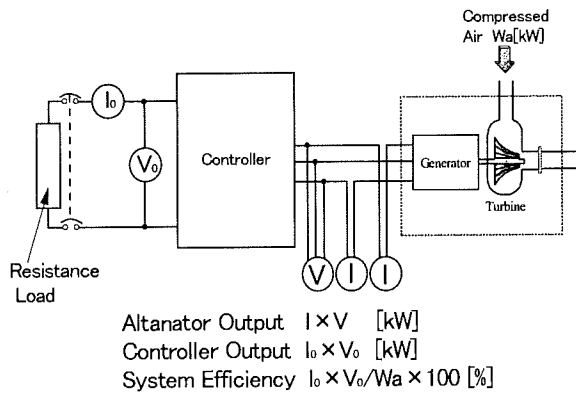 Compressed
Air Wa[kW]
I₀
V₀
Controller
Generator
Turbine
V
I
I
Resistance
Load
Altanator Output I×V [kW]
Controller Output I₀×V₀ [kW]
System Efficiency I₀×V₀/Wa×100 [%]